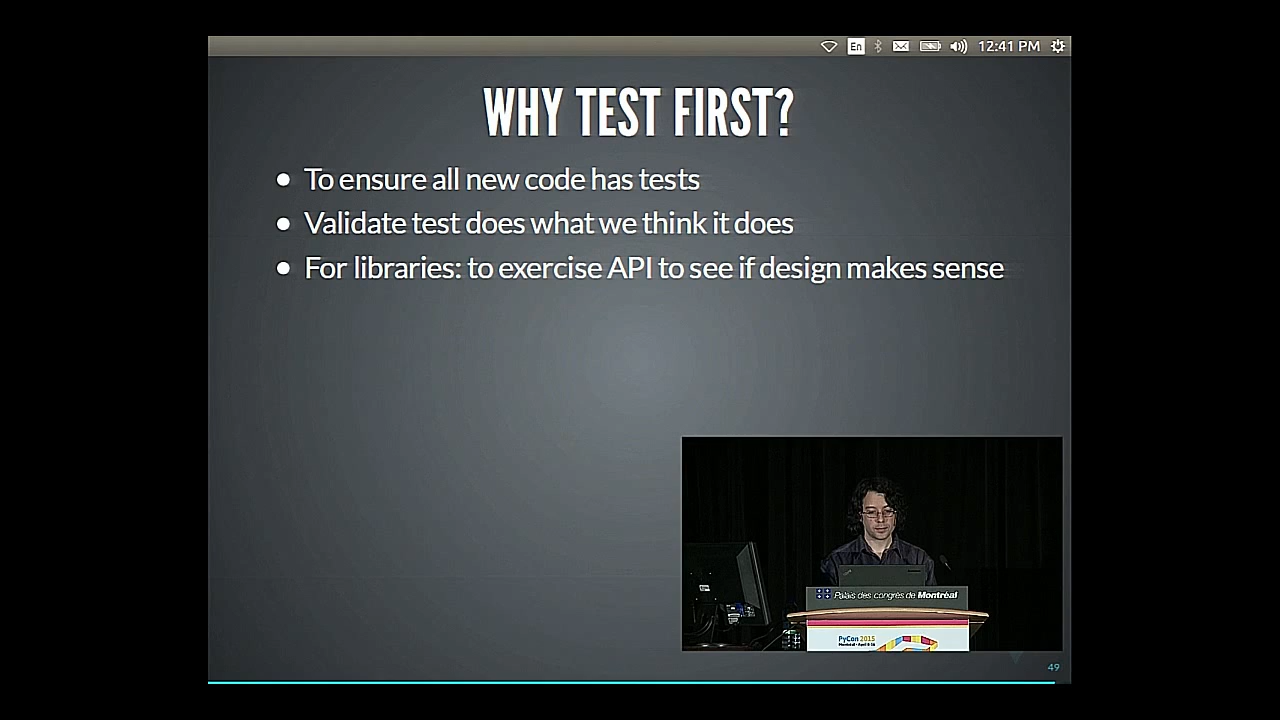 En
12:41 PM
WHY TEST FIRST?
To ensure all new code has tests
Validate test does what we think it does
For libraries: to exercise API to see if design makes sense
Palais des congrès de Montréal
PyCon 2015
49